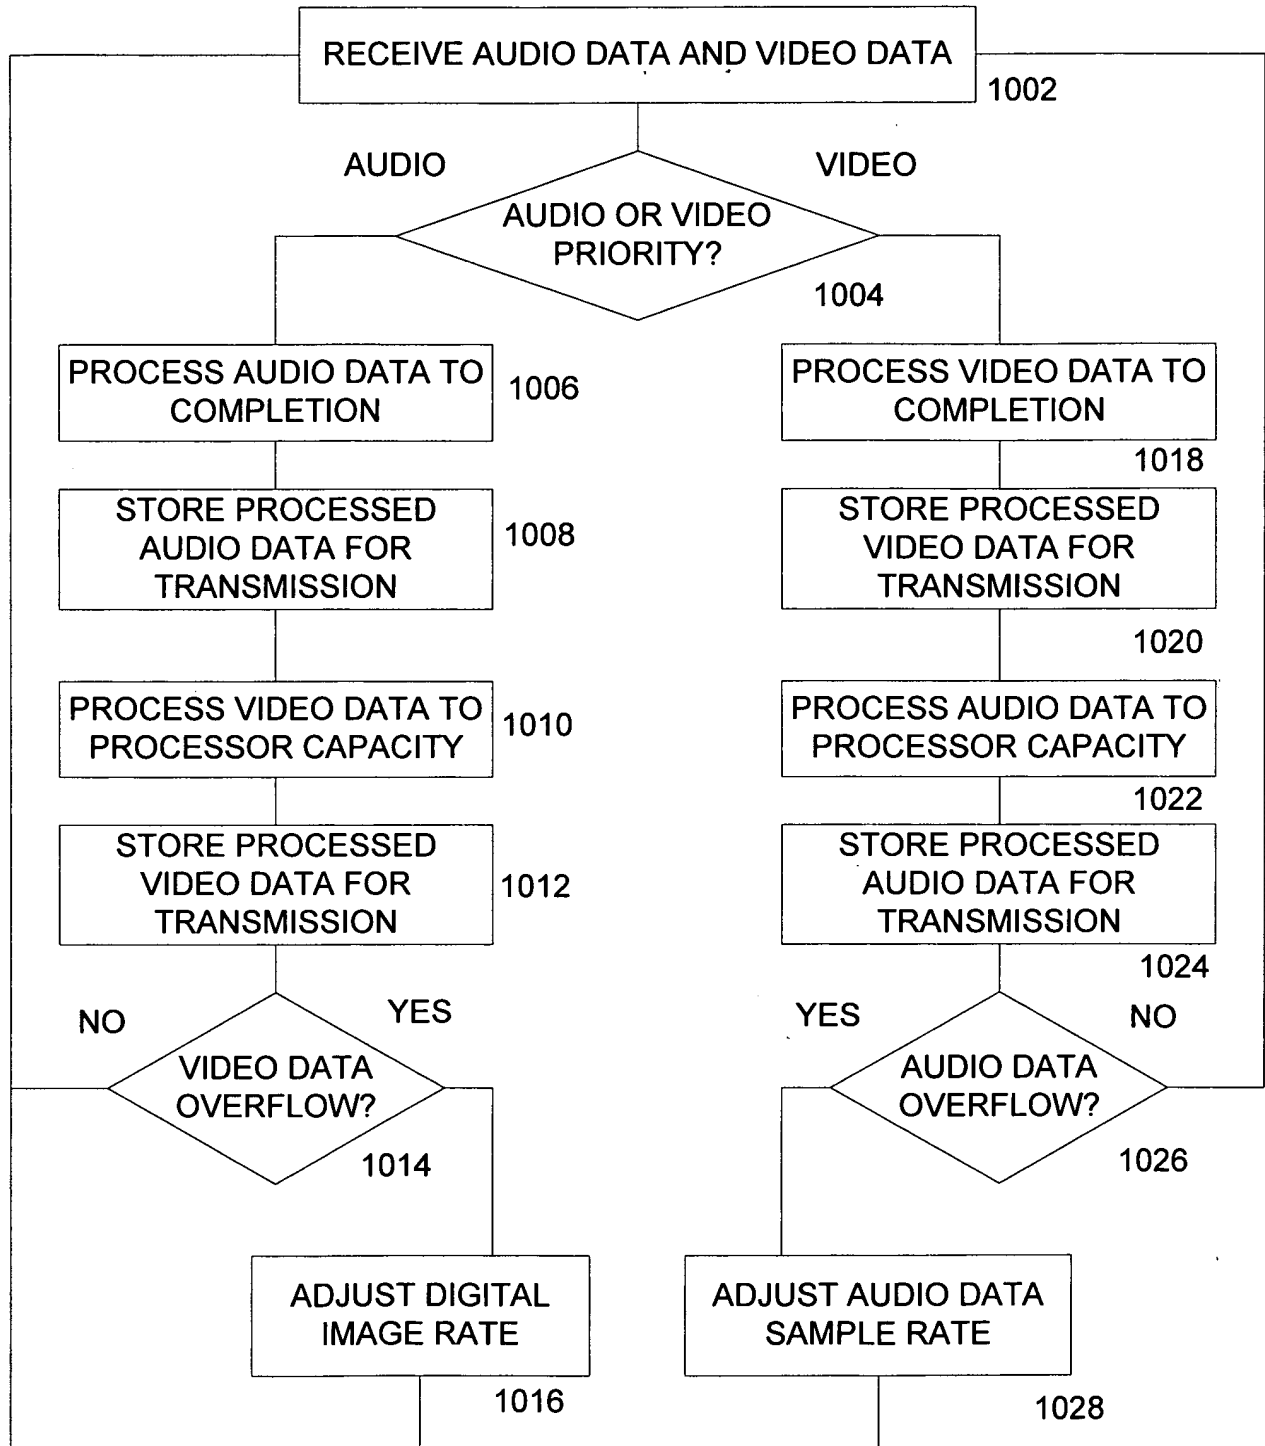 RECEIVE AUDIO DATA AND VIDEO DATA
1002
AUDIO
VIDEO
AUDIO OR VIDEO
PRIORITY?
1004
PROCESS AUDIO DATA TO
COMPLETION
1006
PROCESS VIDEO DATA TO
COMPLETION
1018
STORE PROCESSED
AUDIO DATA FOR
TRANSMISSION
1008
STORE PROCESSED
VIDEO DATA FOR
TRANSMISSION
1020
PROCESS VIDEO DATA TO
PROCESSOR CAPACITY
1010
PROCESS AUDIO DATA TO
PROCESSOR CAPACITY
1022
STORE PROCESSED
VIDEO DATA FOR
TRANSMISSION
1012
STORE PROCESSED
AUDIO DATA FOR
TRANSMISSION
1024
NO
YES
VIDEO DATA
OVERFLOW?
1014
YES
NO
AUDIO DATA
OVERFLOW?
1026
ADJUST DIGITAL
IMAGE RATE
1016
ADJUST AUDIO DATA
SAMPLE RATE
1028